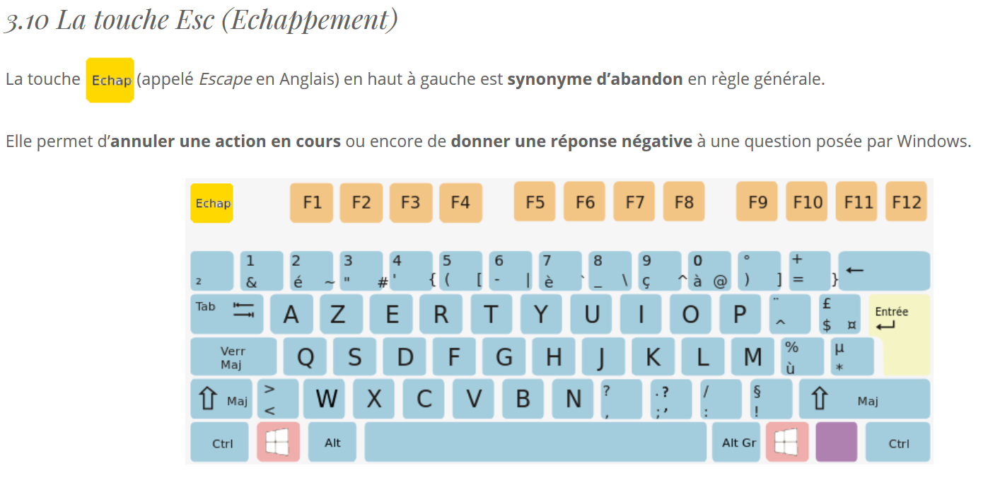 3.10 La touche Esc (Echappement)
La touche Echap (appelé Escape en Anglais) en haut à gauche est synonyme d’abandon en règle générale.
Elle permet d’annuler une action en cours ou encore de donner une réponse négative à une question posée par Windows.
Echap F1 F2 F3 F4 F5 F6 F7 F8 F9 F10 F11 F12
1 2 3 4 5 6 7 8 9 0 ° +
² & é ~ " # ' { ( [ - | è ` _ \ ç ^ à @ ) ] = } ←
Tab A Z E R T Y U I O P ¨ ^ £ $ ¤ Entrée
Verr Maj Q S D F G H J K L M % ù µ *
Maj > < W X C V B N ? , .? ;’ / : § ! Maj
Ctrl Alt Alt Gr Ctrl